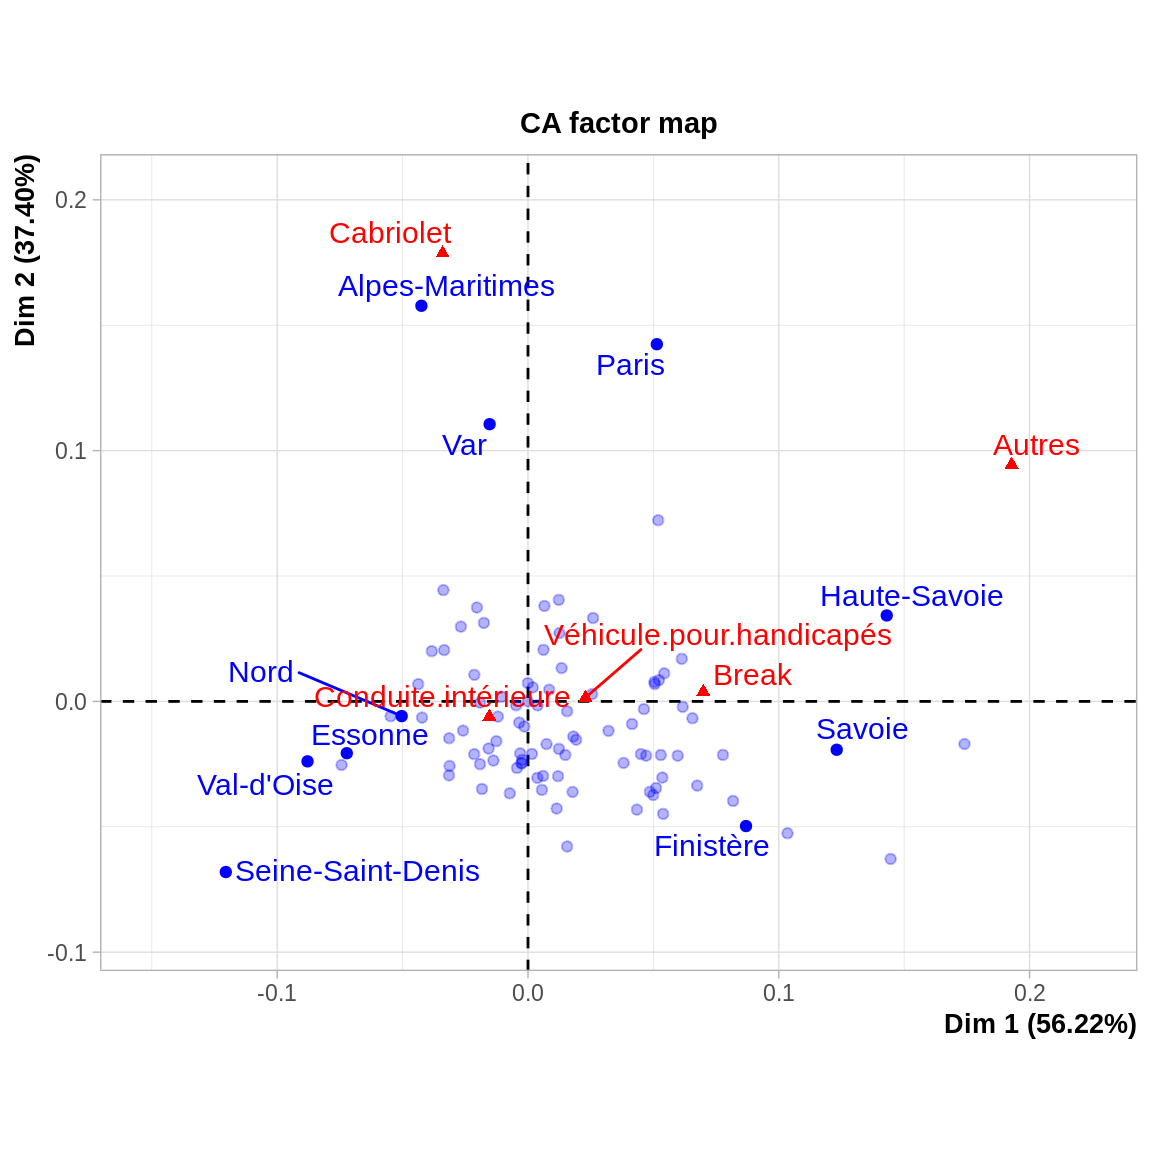 CA factor map
Dim 2 (37.40%)
0.2
Cabriolet
Alpes-Maritimes
Paris
Var
0.1
Autres
Haute-Savoie
Véhicule.pour.handicapés
Nord
Break
Conduite.intérieure
0.0
Essonne
Savoie
Val-d'Oise
Finistère
Seine-Saint-Denis
-0.1
-0.1 0.0 0.1 0.2
Dim 1 (56.22%)